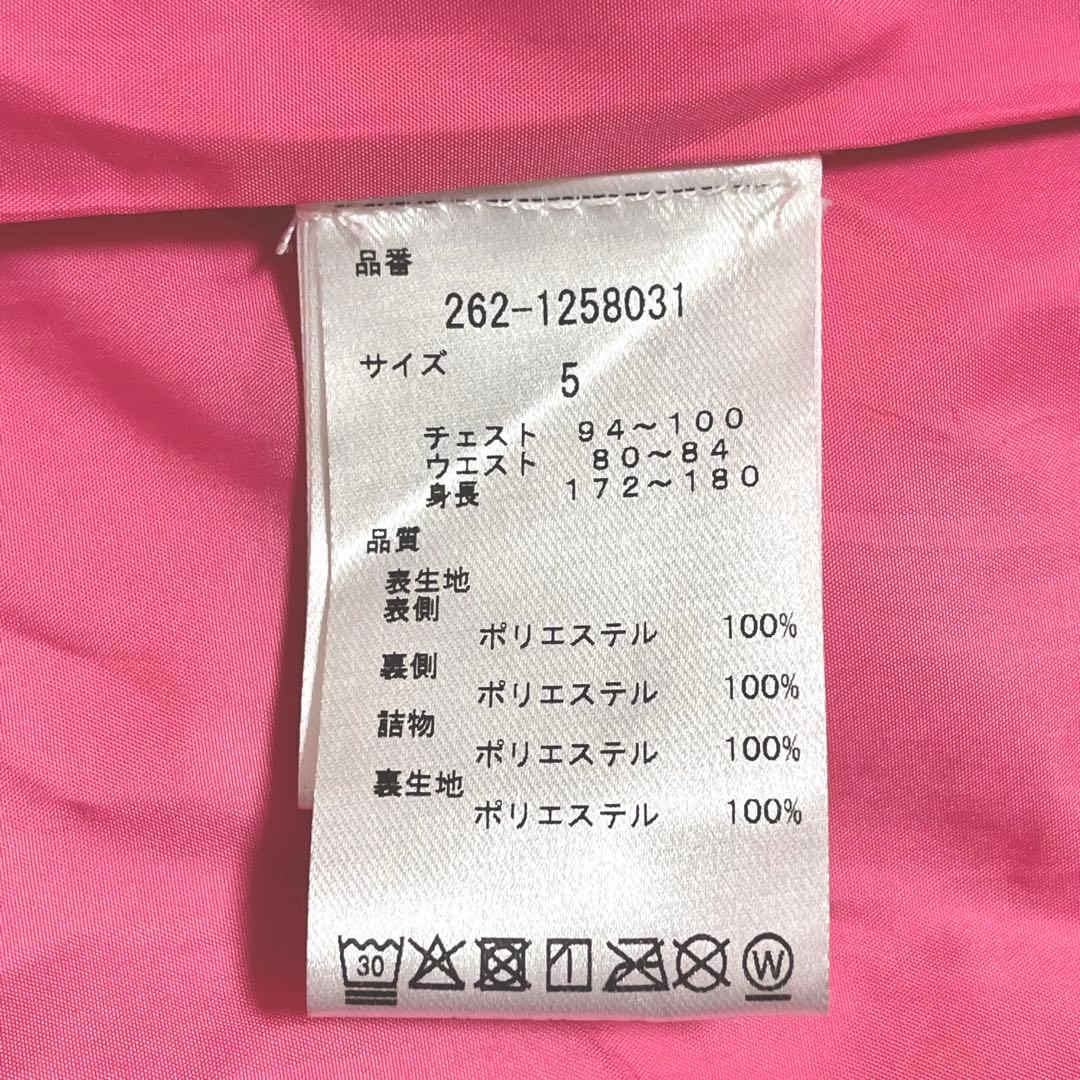 品番
262-1258031
サイズ 5
チェスト 94～100
ウエスト 80～84
身長 172～180
品質
表生地
表側
ポリエステル 100%
裏側
ポリエステル 100%
詰物
ポリエステル 100%
裏生地
ポリエステル 100%
30 W